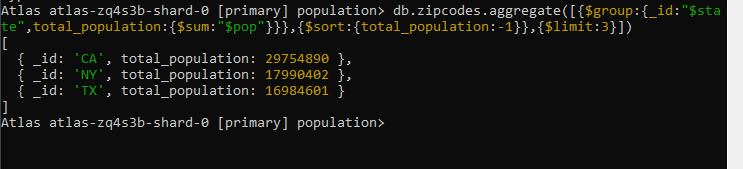 Atlas atlas-zq4s3b-shard-0 [primary] population> db.zipcodes.aggregate([{$group:{_id:"$sta
te",total_population:{$sum:"$pop"}}},{$sort:{total_population:-1}},{$limit:3}])
[
  { _id: 'CA', total_population: 29754890 },
  { _id: 'NY', total_population: 17990402 },
  { _id: 'TX', total_population: 16984601 }
]
Atlas atlas-zq4s3b-shard-0 [primary] population>